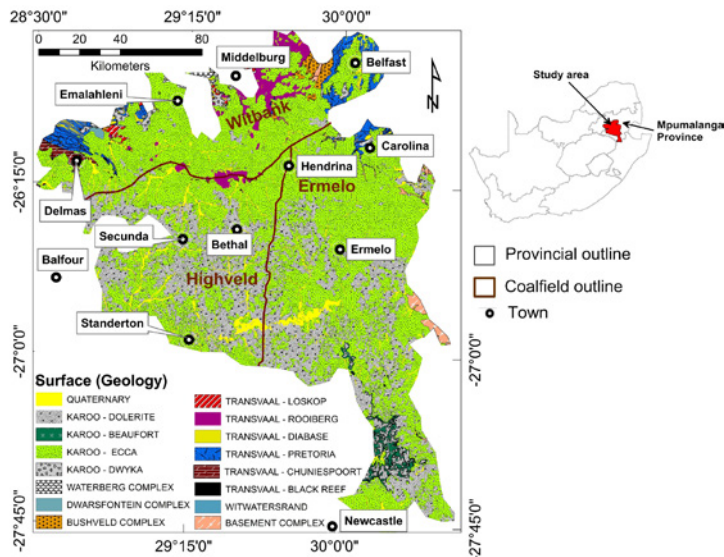 28°30'0" 29°15'0" 30°00'0"
0 20 40 80
Kilometers
Middelburg
Belfast
Emalahleni
Witbank
Carolina
-26°15'0"
-26°15'0"
Hendrina
Ermelo
Delmas
Secunda
Bethal
Ermelo
Balfour
Highveld
Standerton
-27°0'0"
-27°0'0"
Surface (Geology)
QUATERNARY
KAROO - DOLERITE
KAROO - BEAUFORT
KAROO - ECCA
KAROO - DWYKA
WATERBERG COMPLEX
DWARSFONTEIN COMPLEX
BUSHVELD COMPLEX
TRANSVAAL - LOSKOP
TRANSVAAL - ROOIBERG
TRANSVAAL - DIABASE
TRANSVAAL - PRETORIA
TRANSVAAL - CHUNIESPOORT
TRANSVAAL - BLACK REEF
WITWATERSRAND
BASEMENT COMPLEX
Newcastle
-27°45'0"
-27°45'0"
29°15'0" 30°00'0"
N
Study area
Mpumalanga
Province
Provincial outline
Coalfield outline
Town